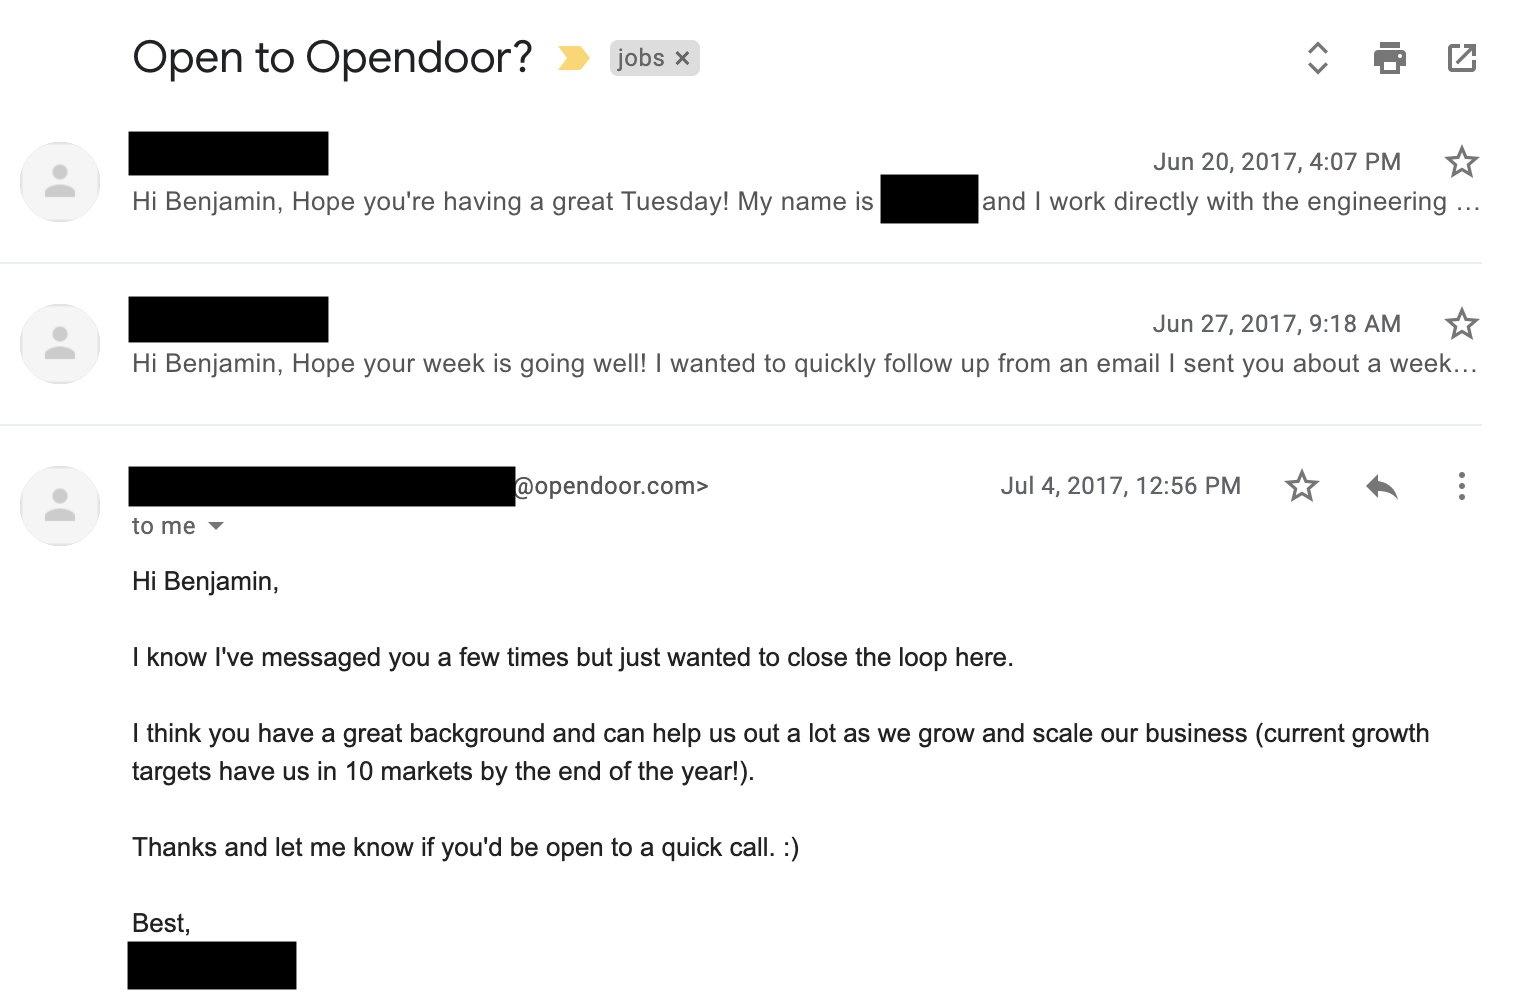 Open to Opendoor? jobs ×
Jun 20, 2017, 4:07 PM
Hi Benjamin, Hope you're having a great Tuesday! My name is and I work directly with the engineering …
Jun 27, 2017, 9:18 AM
Hi Benjamin, Hope your week is going well! I wanted to quickly follow up from an email I sent you about a week…
@opendoor.com> Jul 4, 2017, 12:56 PM
to me
Hi Benjamin,
I know I've messaged you a few times but just wanted to close the loop here.
I think you have a great background and can help us out a lot as we grow and scale our business (current growth
targets have us in 10 markets by the end of the year!).
Thanks and let me know if you'd be open to a quick call. :)
Best,